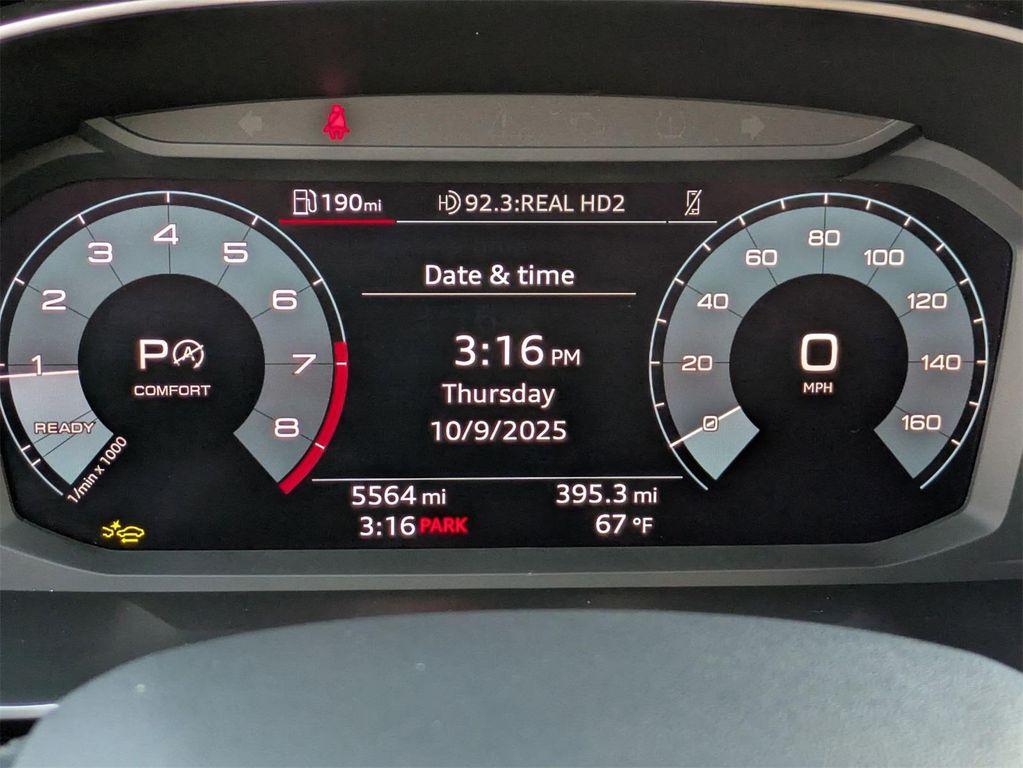 190 mi
92.3:REAL HD2
1
2
3
4
5
6
7
8
READY
1/min x 1000
P A
COMFORT
Date & time
3:16 PM
Thursday
10/9/2025
0
20
40
60
80
100
120
140
160
0
MPH
5564 mi
395.3 mi
3:16 PARK
67 °F